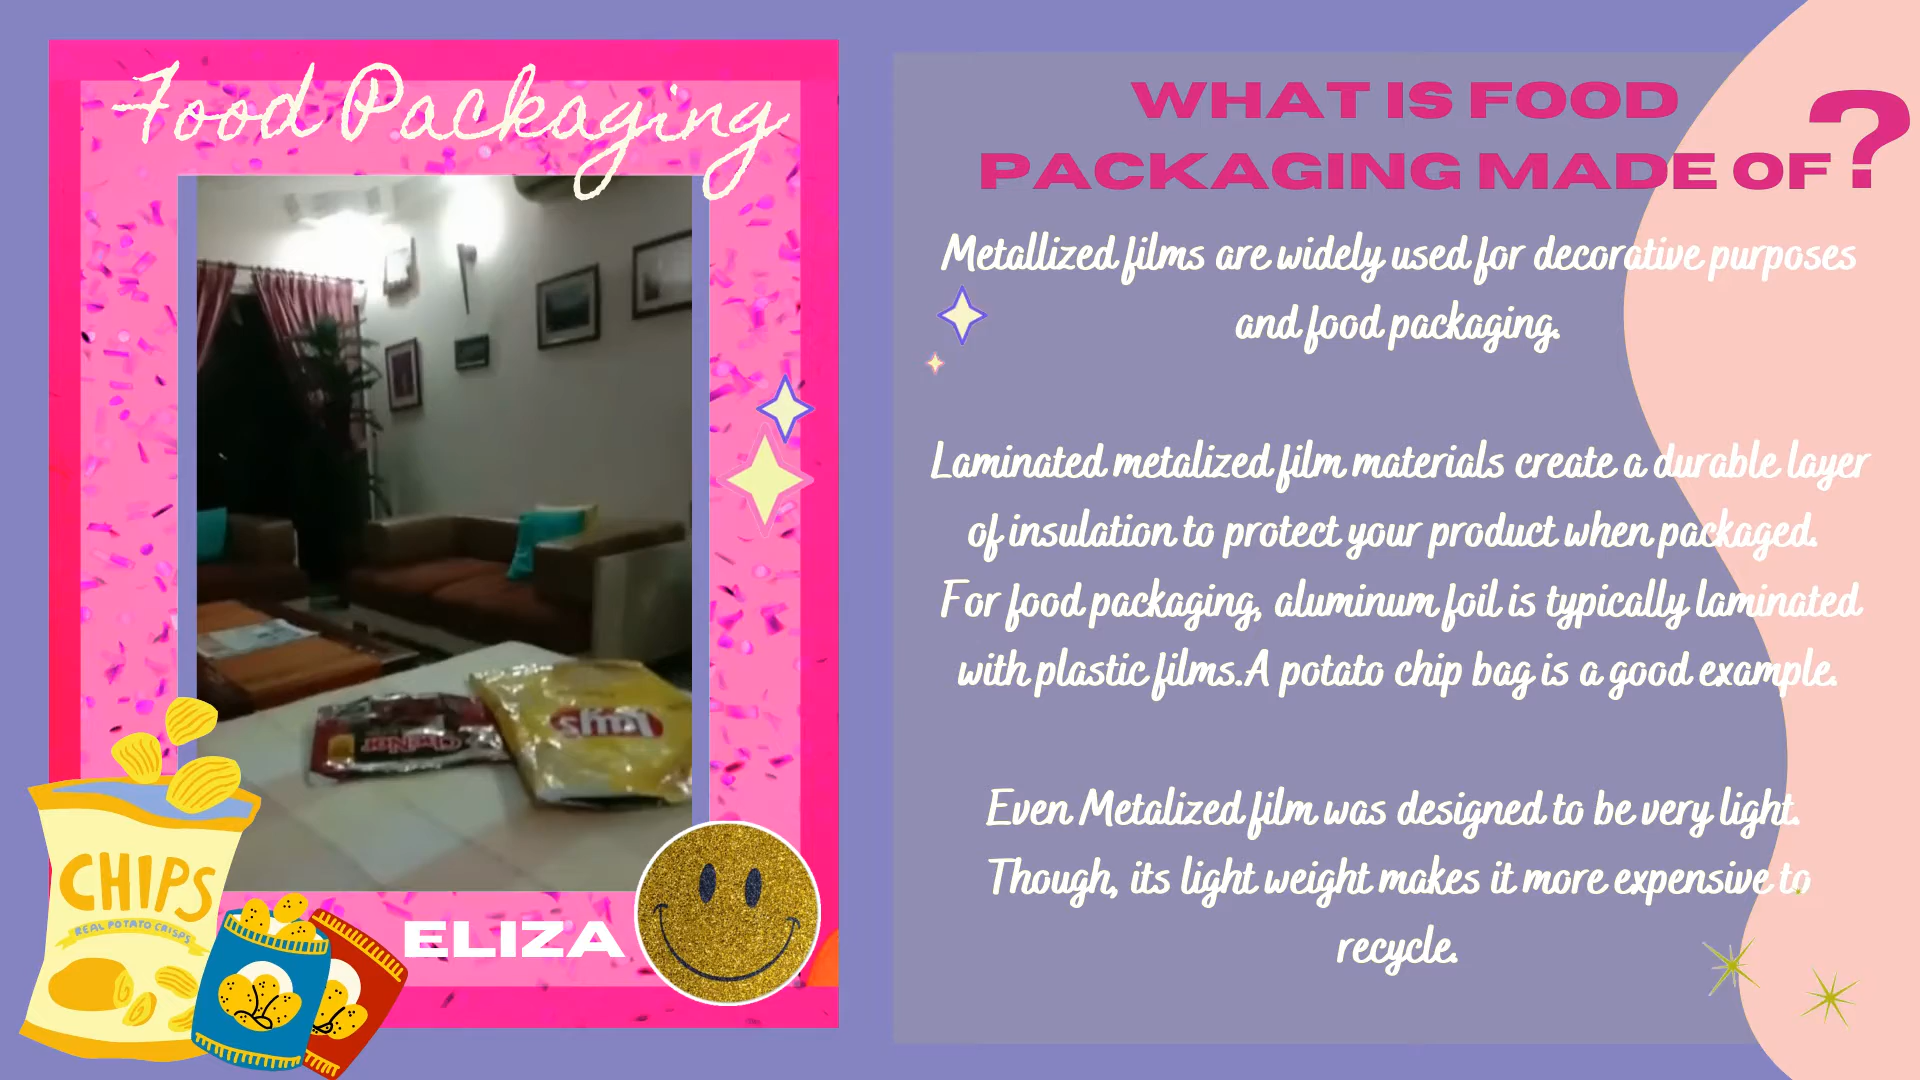 Food Packaging
Lay's
CHIPS
REAL POTATO CRISPS
ELIZA
WHAT IS FOOD
PACKAGING MADE OF?
Metallized films are widely used for decorative purposes
and food packaging.
Laminated metalized film materials create a durable layer
of insulation to protect your product when packaged.
For food packaging, aluminum foil is typically laminated
with plastic films.A potato chip bag is a good example.
Even Metalized film was designed to be very light.
Though, its light weight makes it more expensive to
recycle.